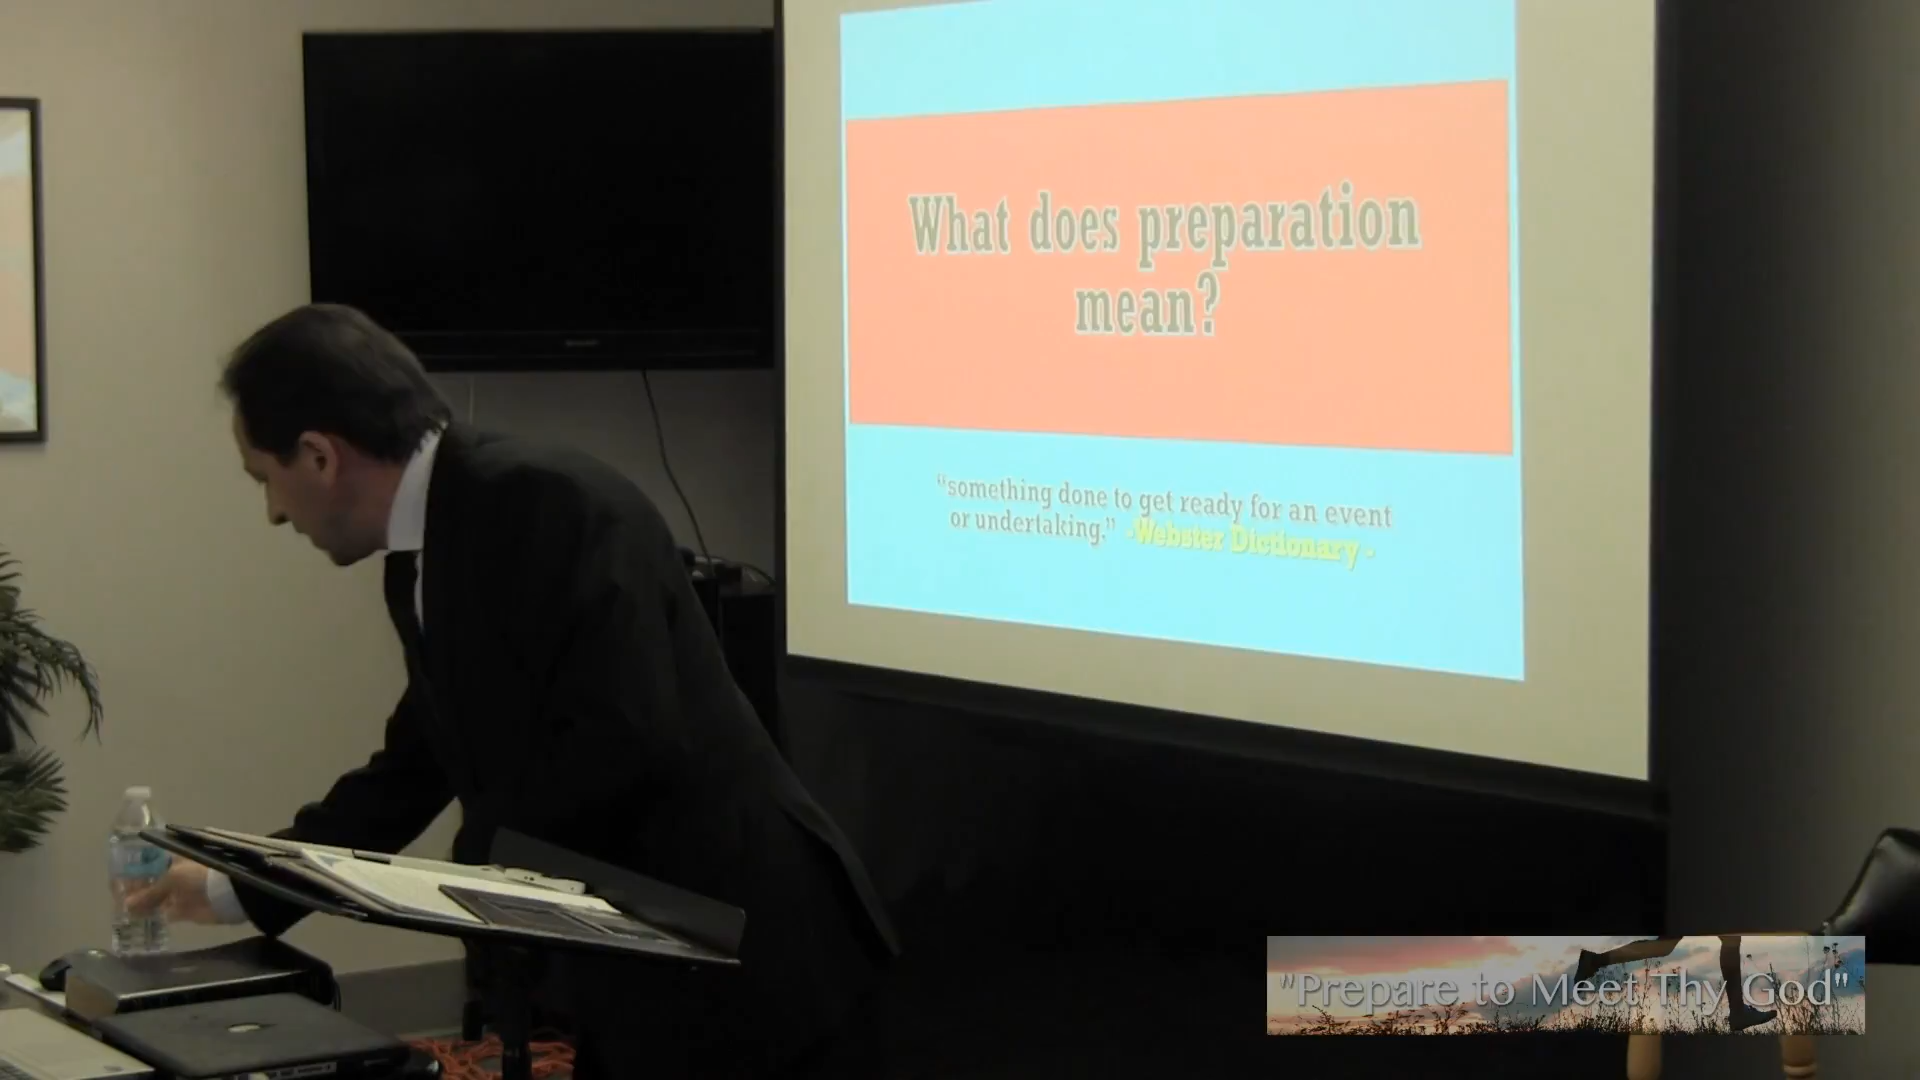 What does preparation
mean?
“something done to get ready for an event
or undertaking.” -Webster Dictionary -
"Prepare to Meet Thy God"